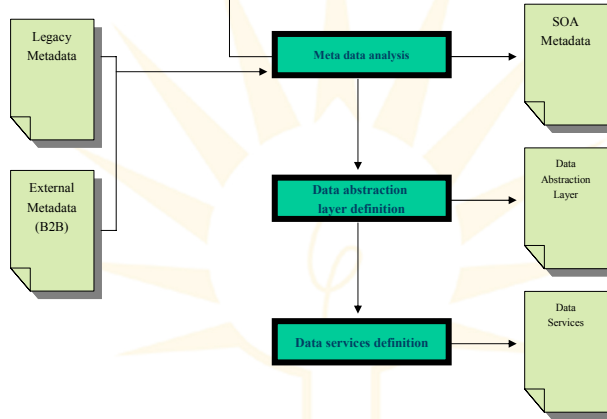 Legacy
Metadata
Meta data analysis
SOA
Metadata
External
Metadata
(B2B)
Data abstraction
layer definition
Data
Abstraction
Layer
Data services definition
Data
Services